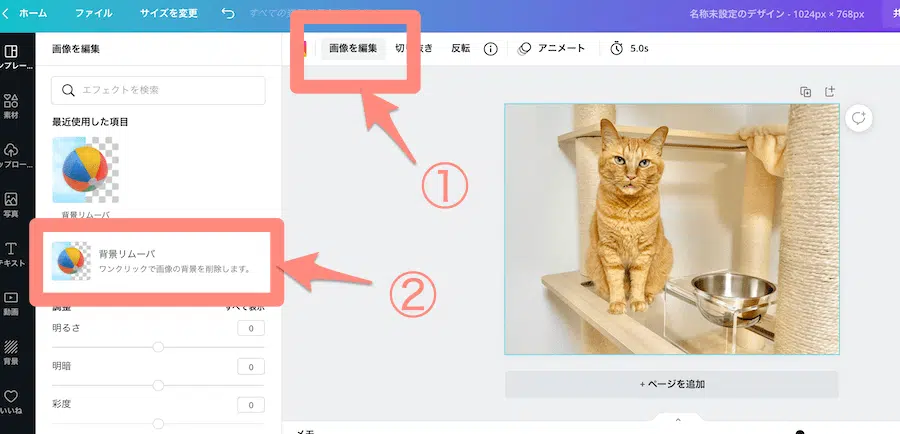 ホーム ファイル サイズを変更 すべての変更 名称未設定のデザイン - 1024px × 768px
画像を編集
画像を編集 切り抜き 反転 アニメート 5.0s
エフェクトを検索
最近使用した項目
背景リムーバ
背景リムーバ
ワンクリックで画像の背景を削除します。
調整 すべて表示
明るさ 0
明暗 0
彩度 0
ンプレー...
素材
ップロー...
写真
テキスト
動画
背景
いいね
①
②
+ ページを追加
メモ